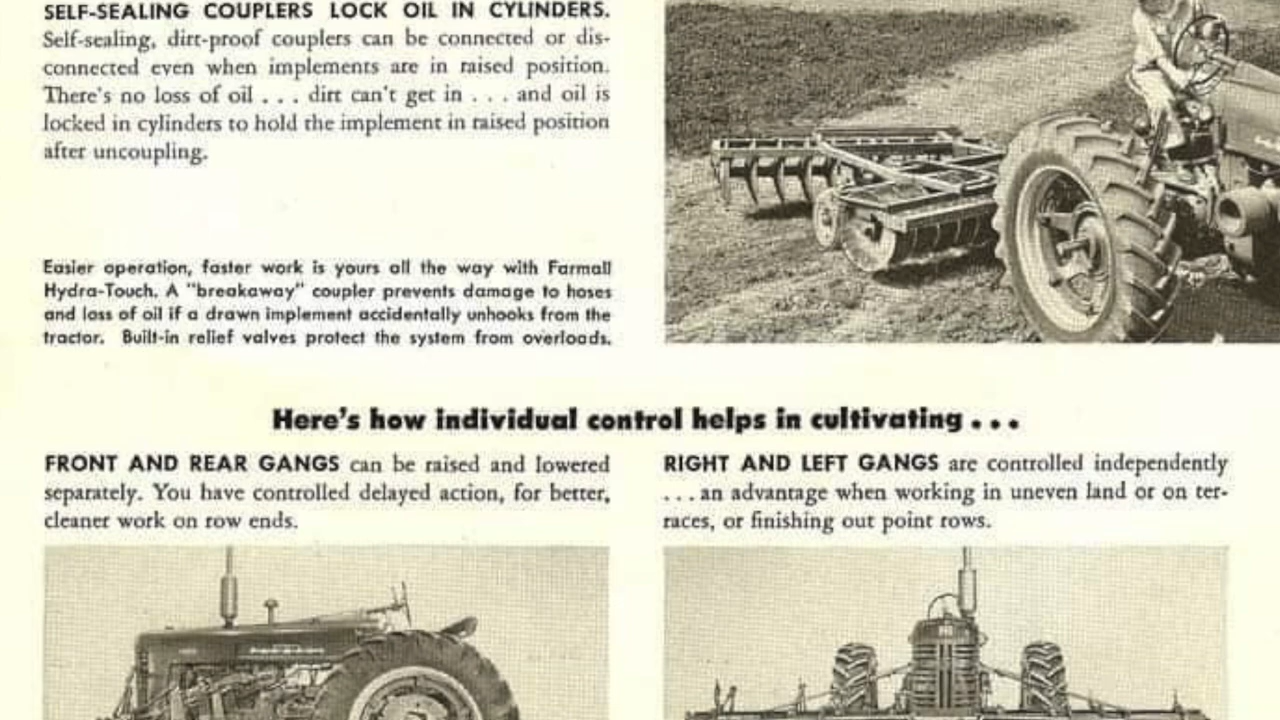 SELF-SEALING COUPLERS LOCK OIL IN CYLINDERS.
Self-sealing, dirt-proof couplers can be connected or dis-
connected even when implements are in raised position.
There's no loss of oil . . . dirt can't get in . . . and oil is
locked in cylinders to hold the implement in raised position
after uncoupling.
Easier operation, faster work is yours all the way with Farmall
Hydra-Touch. A "breakaway" coupler prevents damage to hoses
and loss of oil if a drawn implement accidentally unhooks from the
tractor. Built-in relief valves protect the system from overloads.
Here's how individual control helps in cultivating . . .
FRONT AND REAR GANGS can be raised and lowered
separately. You have controlled delayed action, for better,
cleaner work on row ends.
RIGHT AND LEFT GANGS are controlled independently
. . . an advantage when working in uneven land or on ter-
races, or finishing out point rows.